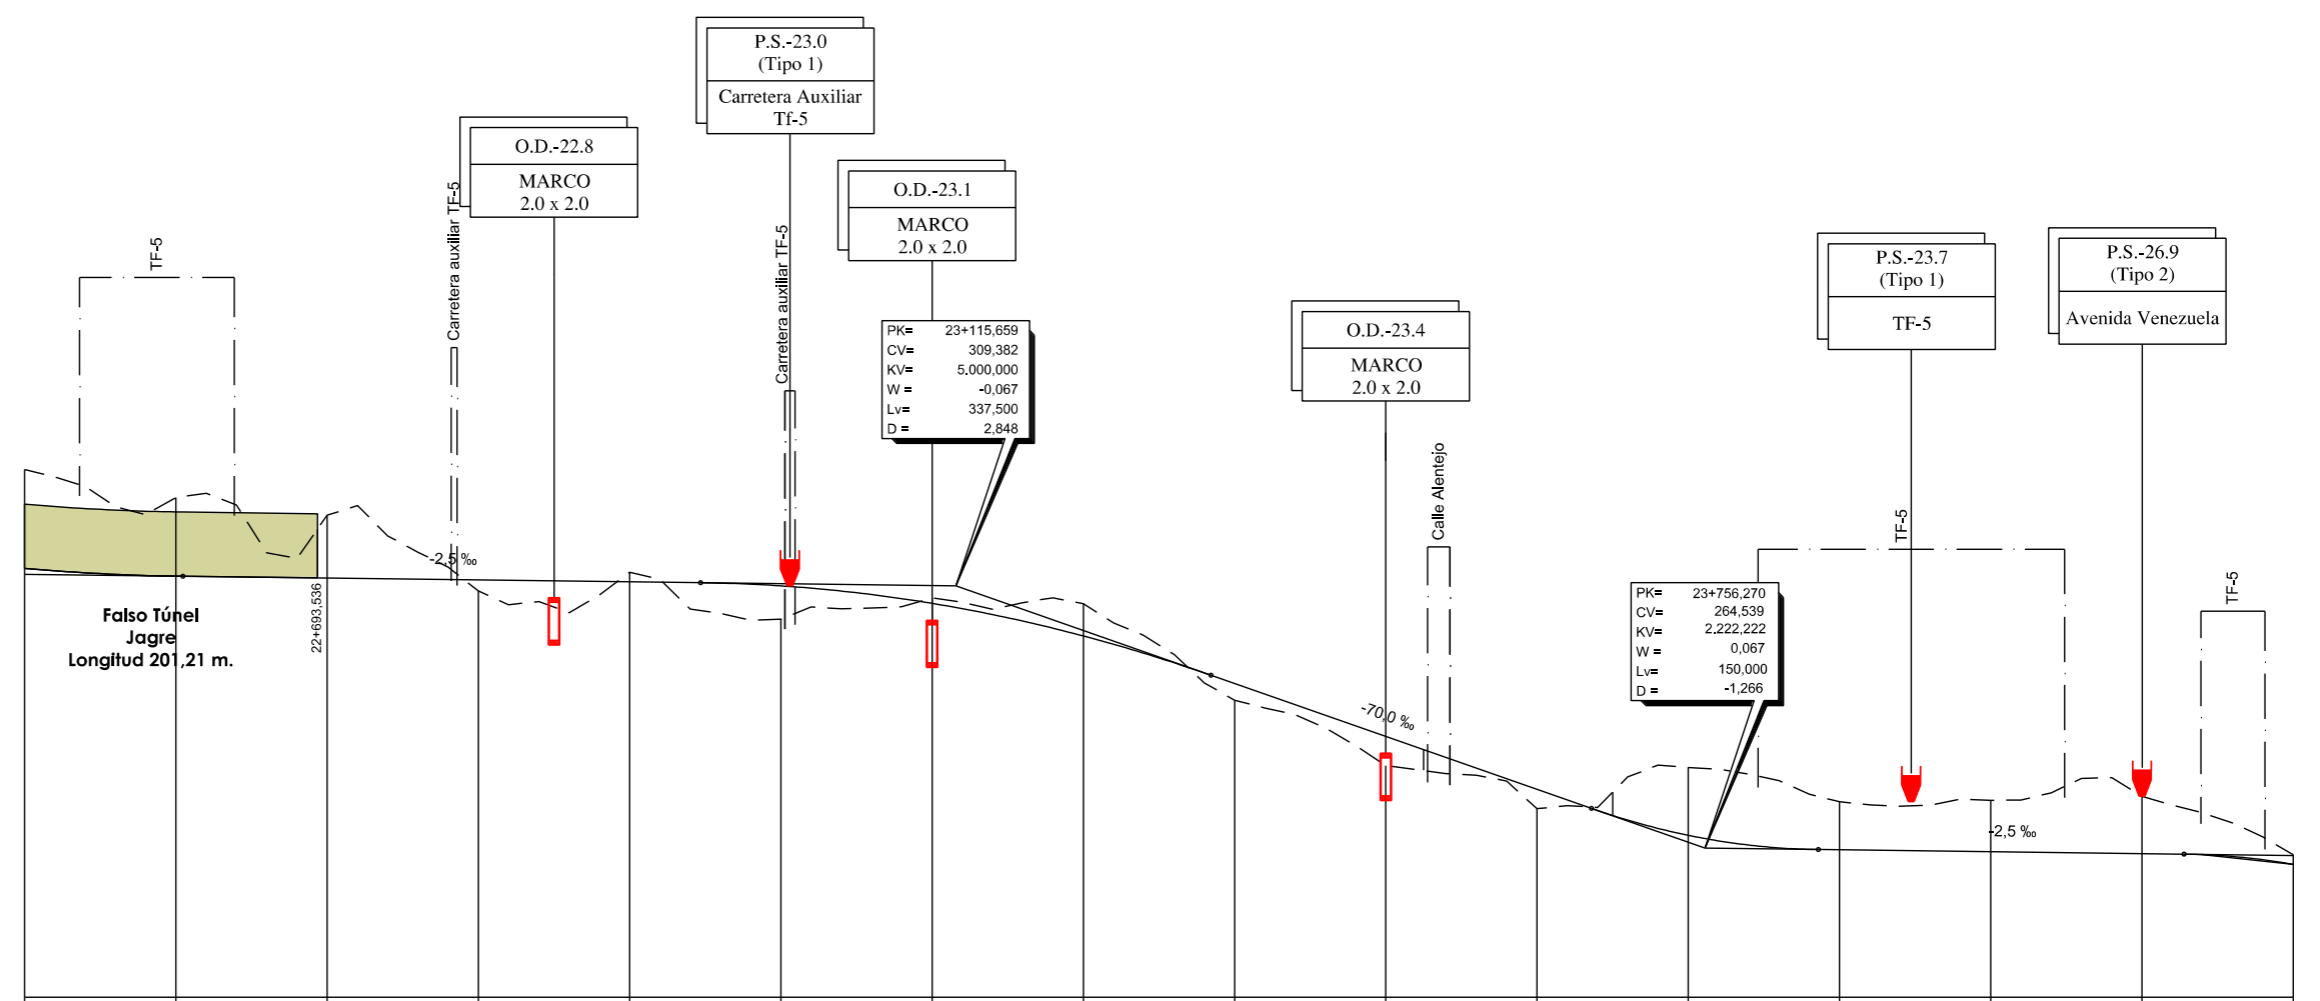 P.S.-23.0
(Tipo 1)
Carretera Auxiliar
Tf-5
O.D.-22.8
MARCO
2.0 x 2.0
O.D.-23.1
MARCO
2.0 x 2.0
P.S.-23.7
(Tipo 1)
TF-5
P.S.-26.9
(Tipo 2)
Avenida Venezuela
O.D.-23.4
MARCO
2.0 x 2.0
TF-5
Carretera auxiliar TF-5
Carretera auxiliar TF-5
PK= 23+115,659
CV= 309,382
KV= 5.000,000
W = -0,067
Lv= 337,500
D = 2,848
Calle Alentejo
TF-5
TF-5
-2,5 ‰
Falso Túnel
Jagre
Longitud 201,21 m.
22+693,536
-70,0 ‰
PK= 23+756,270
CV= 264,539
KV= 2.222,222
W = 0,067
Lv= 150,000
D = -1,266
-2,5 ‰